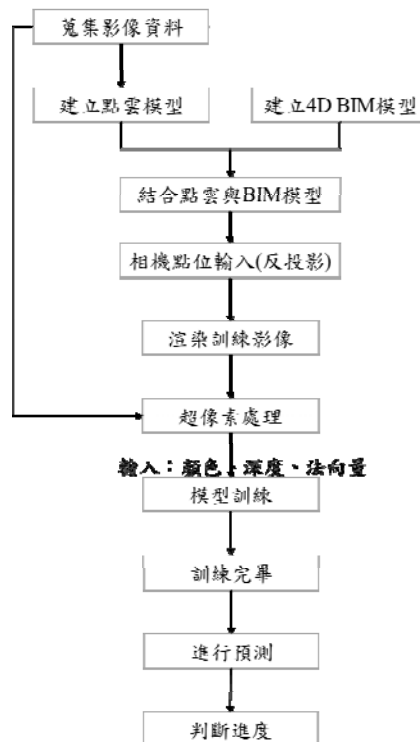 蒐集影像資料
建立點雲模型
建立4D BIM模型
結合點雲與BIM模型
相機點位輸入(反投影)
渲染訓練影像
超像素處理
輸入：顏色、深度、法向量
模型訓練
訓練完畢
進行預測
判斷進度